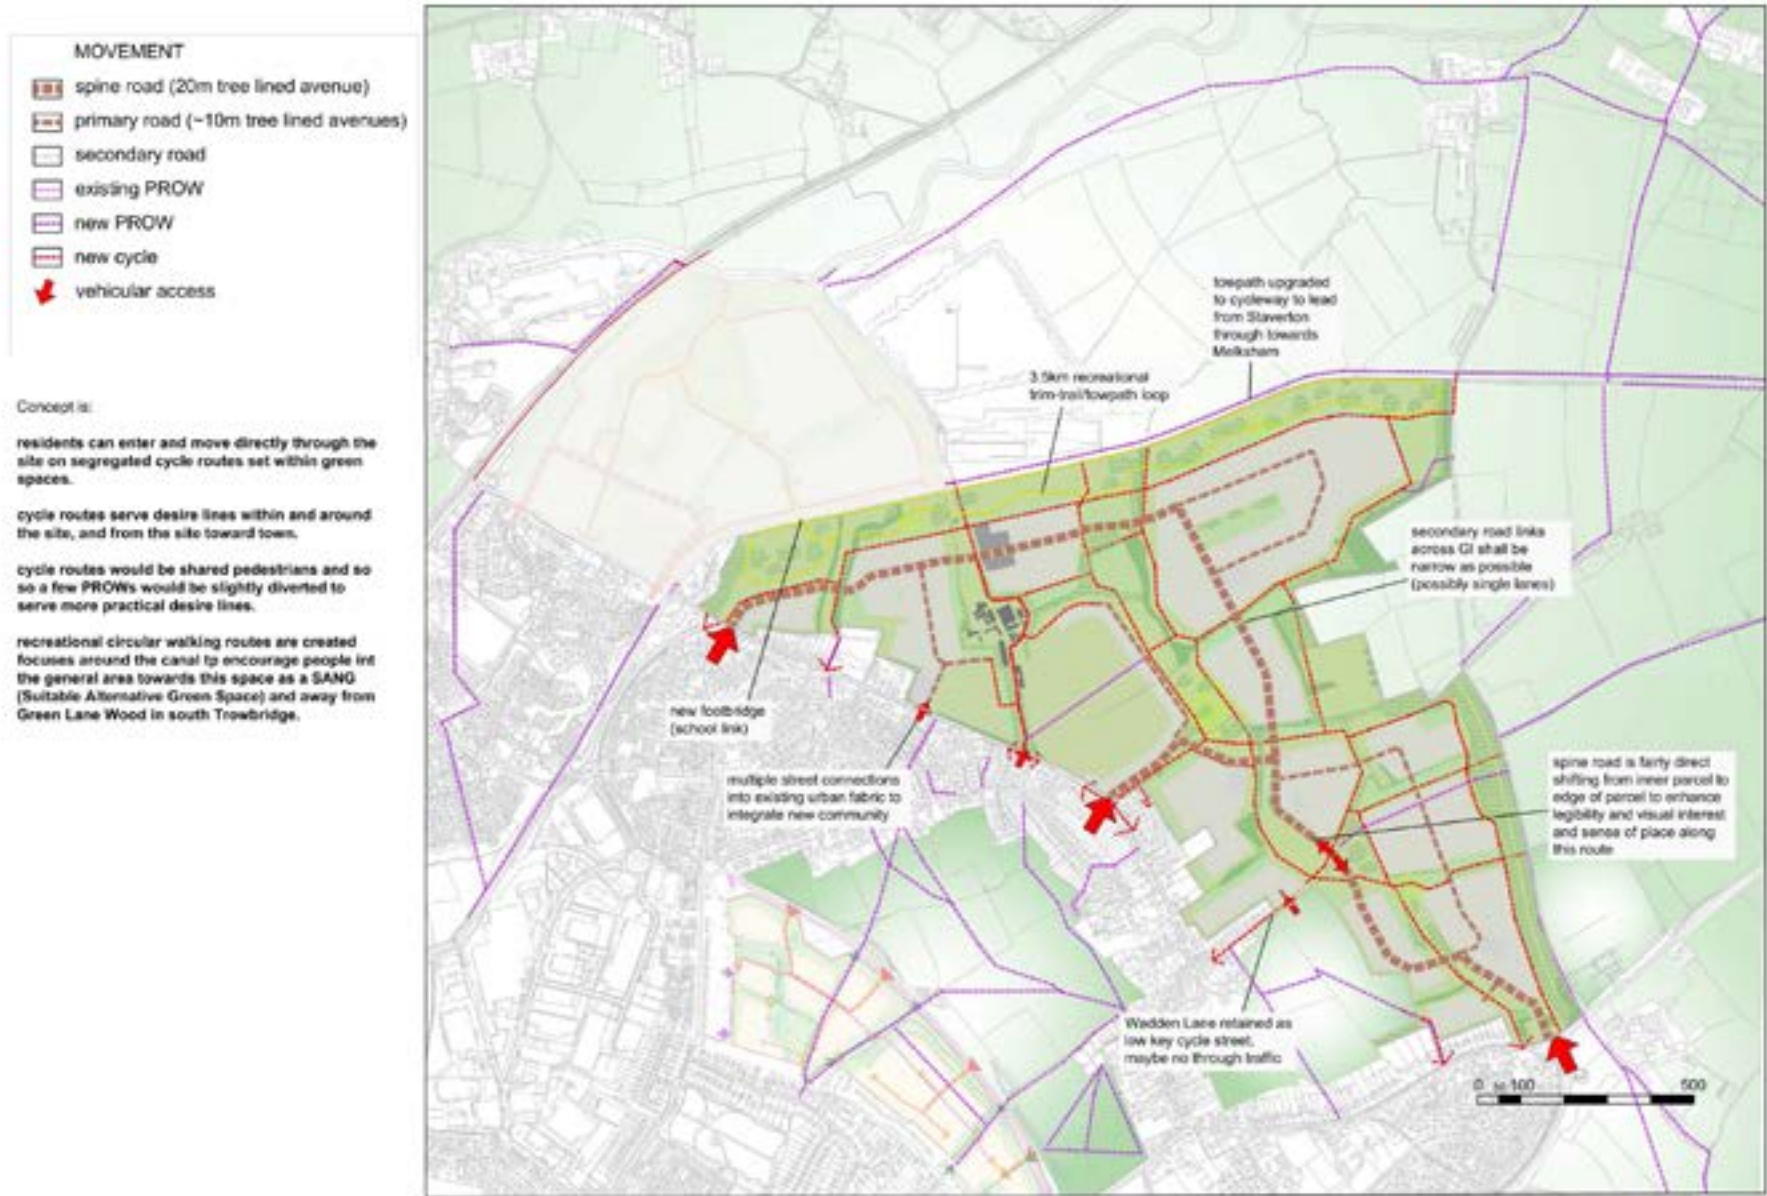 MOVEMENT
spine road (20m tree lined avenue)
primary road (~10m tree lined avenues)
secondary road
existing PROW
new PROW
new cycle
vehicular access
Concept is:
residents can enter and move directly through the
site on segregated cycle routes set within green
spaces.
cycle routes serve desire lines within and around
the site, and from the site toward town.
cycle routes would be shared pedestrians and so
so a few PROWs would be slightly diverted to
serve more practical desire lines.
recreational circular walking routes are created
focuses around the canal tp encourage people int
the general area towards this space as a SANG
(Suitable Alternative Green Space) and away from
Green Lane Wood in south Trowbridge.
towpath upgraded
to cycleway to lead
from Staverton
through towards
Melksham
3.5km recreational
trim-trail/towpath loop
secondary road links
across GI shall be
narrow as possible
(possibly single lanes)
new footbridge
(school link)
multiple street connections
into existing urban fabric to
integrate new community
spine road is fairly direct
shifting from inner parcel to
edge of parcel to enhance
legibility and visual interest
and sense of place along
this route
Wadden Lane retained as
low key cycle street,
maybe no through traffic
0 50 100 500